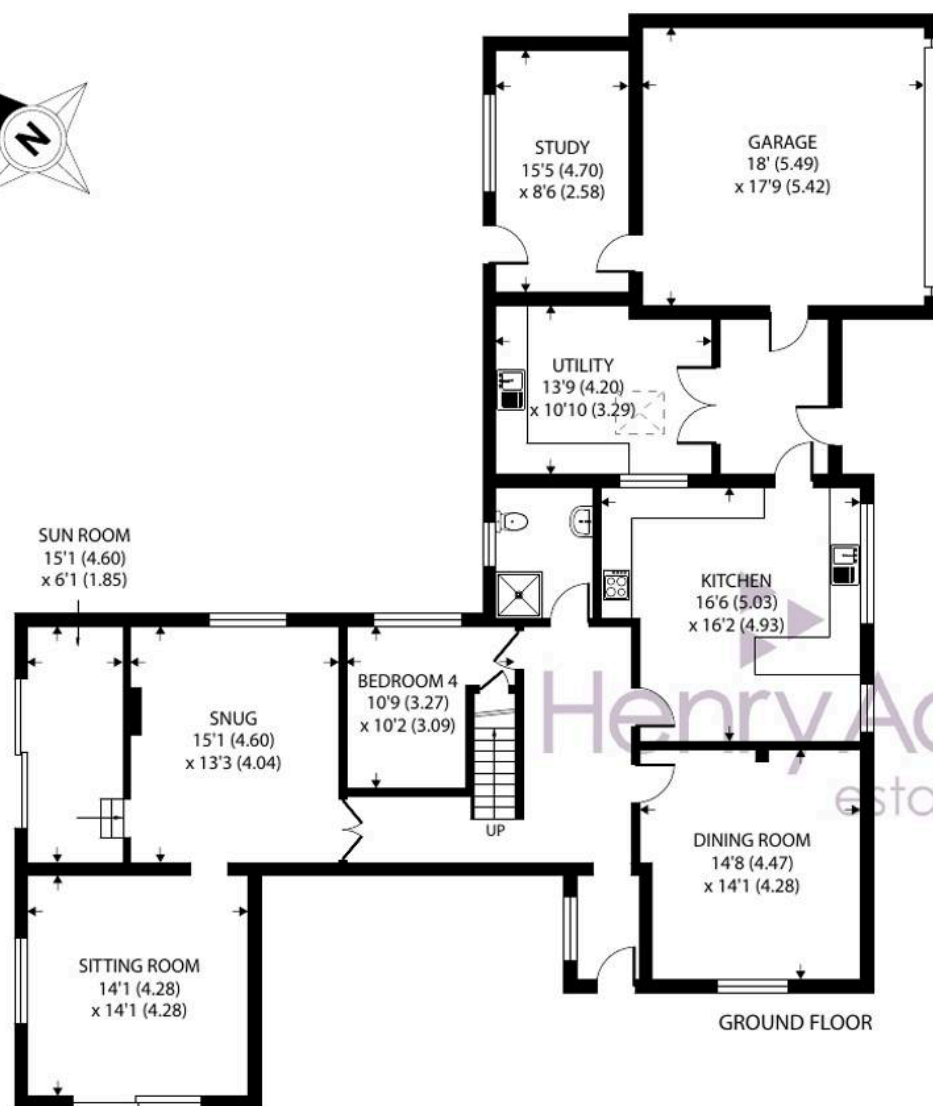 N
STUDY
15'5 (4.70)
x 8'6 (2.58)
GARAGE
18' (5.49)
x 17'9 (5.42)
UTILITY
13'9 (4.20)
x 10'10 (3.29)
SUN ROOM
15'1 (4.60)
x 6'1 (1.85)
KITCHEN
16'6 (5.03)
x 16'2 (4.93)
BEDROOM 4
10'9 (3.27)
x 10'2 (3.09)
SNUG
15'1 (4.60)
x 13'3 (4.04)
Henry
UP
DINING ROOM
14'8 (4.47)
x 14'1 (4.28)
SITTING ROOM
14'1 (4.28)
x 14'1 (4.28)
GROUND FLOOR